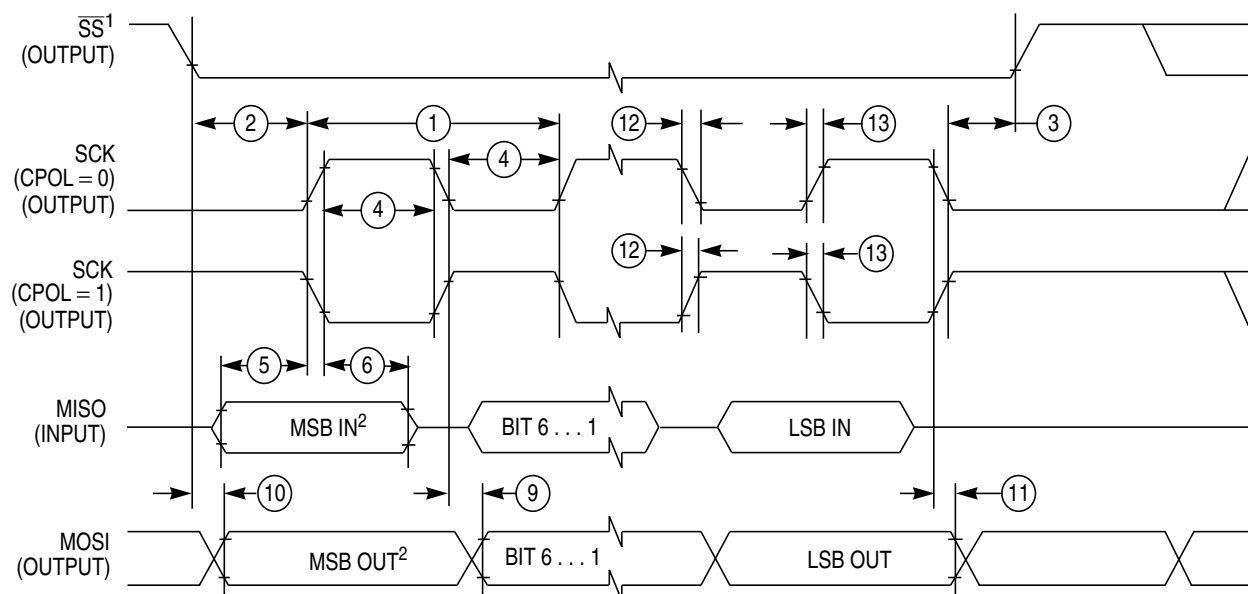 SS¹
(OUTPUT)
2
1
12
13
3
SCK
(CPOL = 0)
(OUTPUT)
4
4
SCK
(CPOL = 1)
(OUTPUT)
12
13
5
6
MISO
(INPUT)
MSB IN²
BIT 6 . . . 1
LSB IN
10
9
11
MOSI
(OUTPUT)
MSB OUT²
BIT 6 . . . 1
LSB OUT